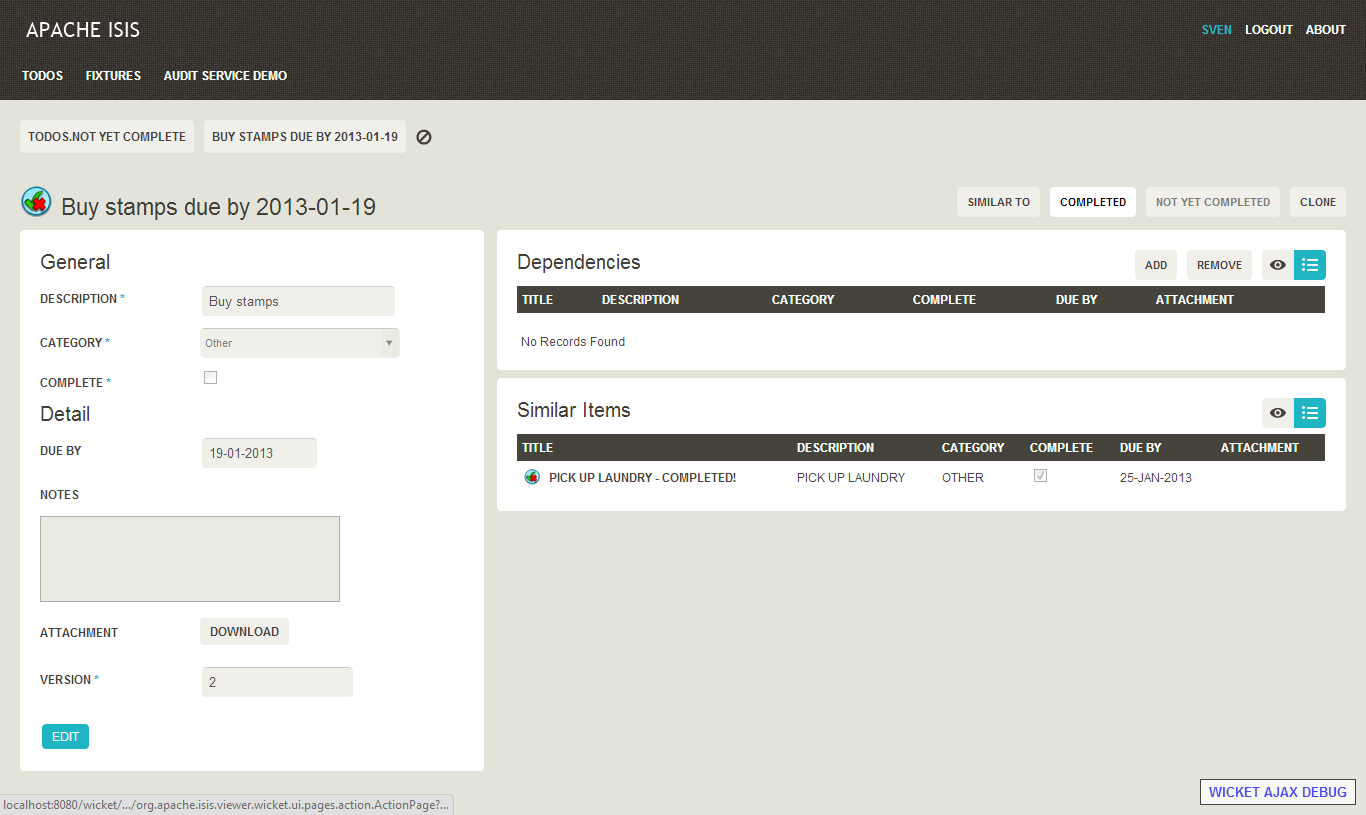 APACHE ISIS
SVEN LOGOUT ABOUT
TODOS FIXTURES AUDIT SERVICE DEMO
TODOS.NOT YET COMPLETE BUY STAMPS DUE BY 2013-01-19
Buy stamps due by 2013-01-19
SIMILAR TO COMPLETED NOT YET COMPLETED CLONE
General
DESCRIPTION * Buy stamps
CATEGORY * Other
COMPLETE *
Detail
DUE BY 19-01-2013
NOTES
ATTACHMENT DOWNLOAD
VERSION * 2
EDIT
Dependencies
ADD REMOVE
TITLE DESCRIPTION CATEGORY COMPLETE DUE BY ATTACHMENT
No Records Found
Similar Items
TITLE DESCRIPTION CATEGORY COMPLETE DUE BY ATTACHMENT
PICK UP LAUNDRY - COMPLETED! PICK UP LAUNDRY OTHER 25-JAN-2013
WICKET AJAX DEBUG
localhost:8080/wicket/.../org.apache.isis.viewer.wicket.ui.pages.action.ActionPage?...